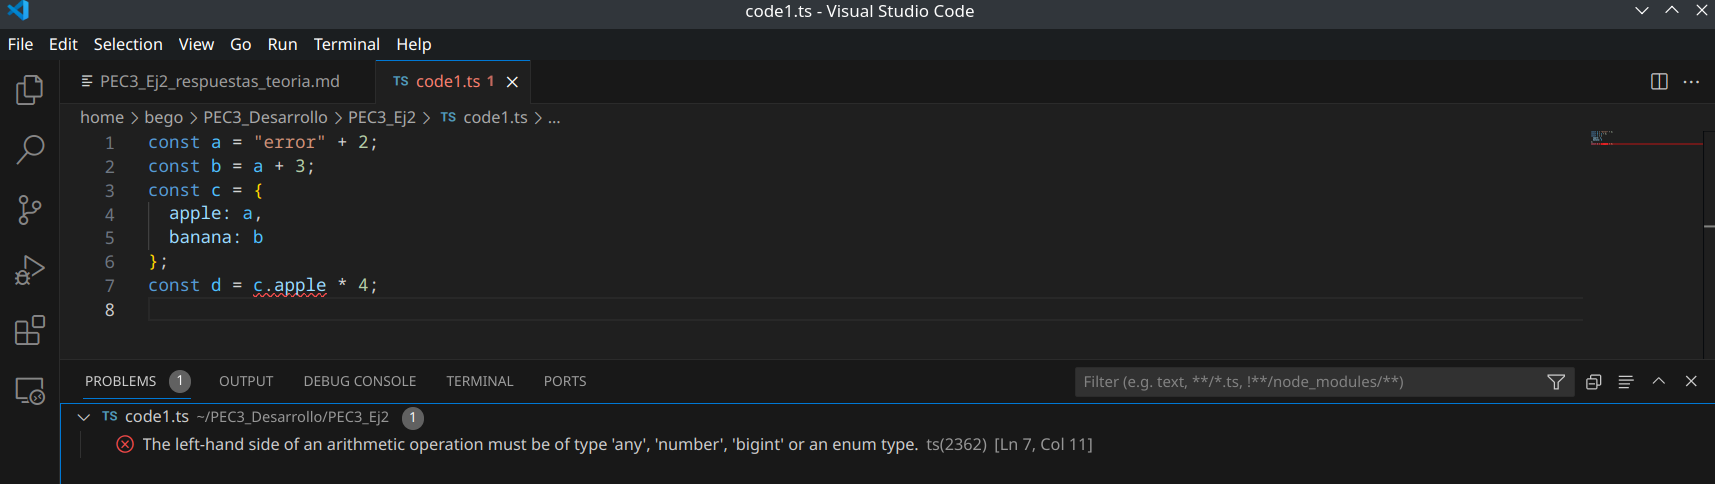 code1.ts - Visual Studio Code
File Edit Selection View Go Run Terminal Help
PEC3_Ej2_respuestas_teoria.md TS code1.ts 1
home > bego > PEC3_Desarrollo > PEC3_Ej2 > TS code1.ts > ...
1 const a = "error" + 2;
2 const b = a + 3;
3 const c = {
4 apple: a,
5 banana: b
6 };
7 const d = c.apple * 4;
8
PROBLEMS 1 OUTPUT DEBUG CONSOLE TERMINAL PORTS Filter (e.g. text, **/*.ts, !**/node_modules/**)
TS code1.ts ~/PEC3_Desarrollo/PEC3_Ej2 1
The left-hand side of an arithmetic operation must be of type 'any', 'number', 'bigint' or an enum type. ts(2362) [Ln 7, Col 11]